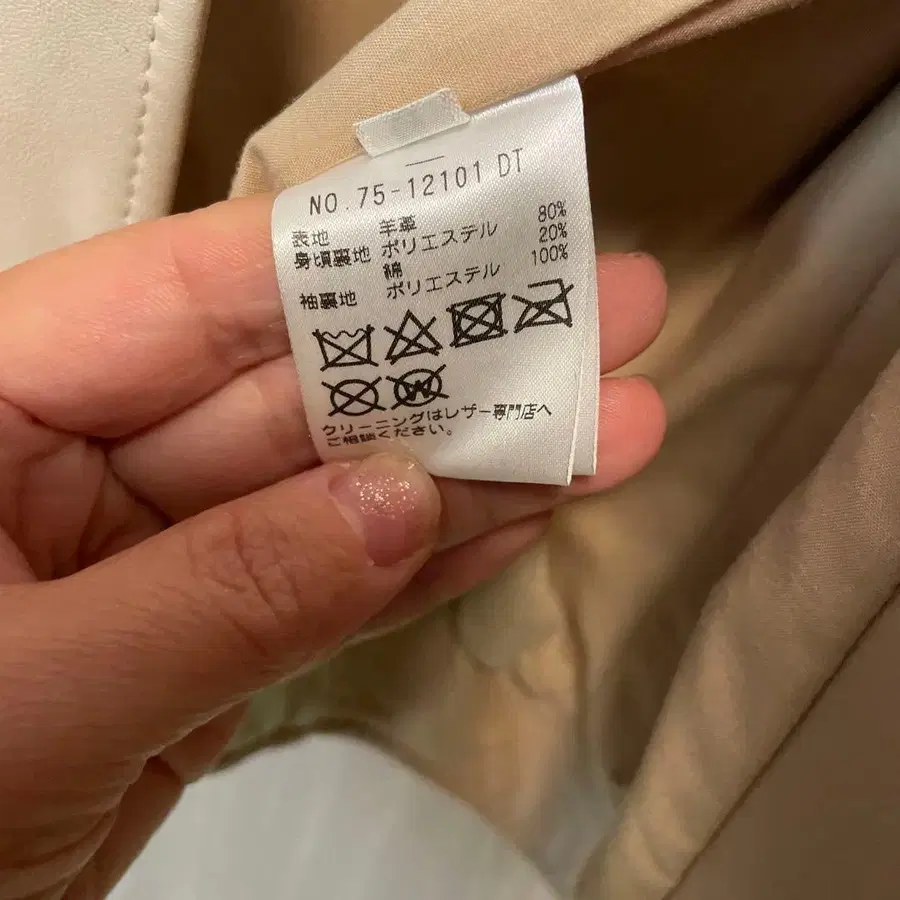 NO.75-12101 DT
表地 羊革
身頃裏地 ポリエステル 80%
綿 20%
袖裏地 ポリエステル 100%
W
クリーニングはレザー専門店へ
ご相談ください。